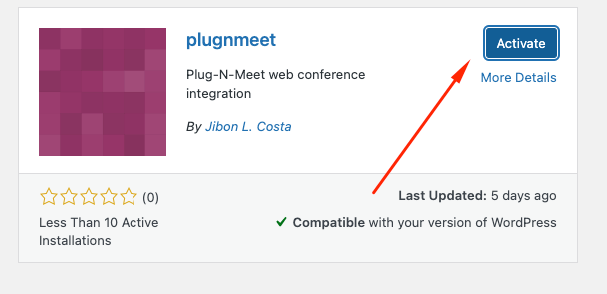 plugnmeet
Activate
More Details
Plug-N-Meet web conference
integration
By Jibon L. Costa
(0)
Last Updated: 5 days ago
Less Than 10 Active
Installations
Compatible with your version of WordPress